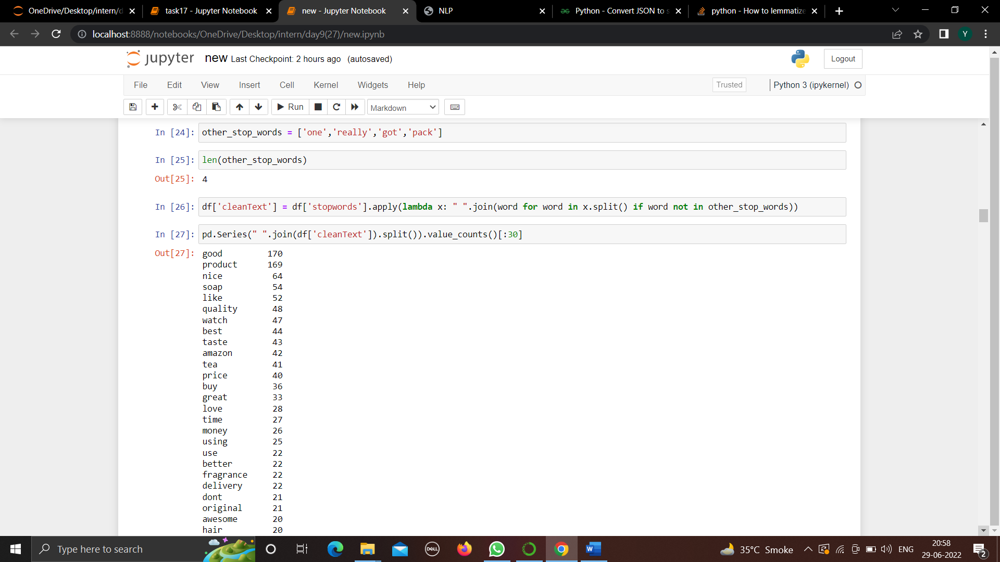 OneDrive/Desktop/intern/d
task17 - Jupyter Notebook
new - Jupyter Notebook
NLP
Python - Convert JSON to s
python - How to lemmatize
localhost:8888/notebooks/OneDrive/Desktop/intern/day9(27)/new.ipynb
Y
jupyter new Last Checkpoint: 2 hours ago (autosaved)
Logout
File Edit View Insert Cell Kernel Widgets Help
Trusted
Python 3 (ipykernel)
Run
Markdown
In [24]: other_stop_words = ['one','really','got','pack']
In [25]: len(other_stop_words)
Out[25]: 4
In [26]: df['cleanText'] = df['stopwords'].apply(lambda x: " ".join(word for word in x.split() if word not in other_stop_words))
In [27]: pd.Series(" ".join(df['cleanText']).split()).value_counts()[:30]
Out[27]: good 170
product 169
nice 64
soap 54
like 52
quality 48
watch 47
best 44
taste 43
amazon 42
tea 41
price 40
buy 36
great 33
love 28
time 27
money 26
using 25
use 22
better 22
fragrance 22
delivery 22
dont 21
original 21
awesome 20
hair 20
Type here to search
DELL
W
35°C Smoke
ENG
20:58
29-06-2022
2